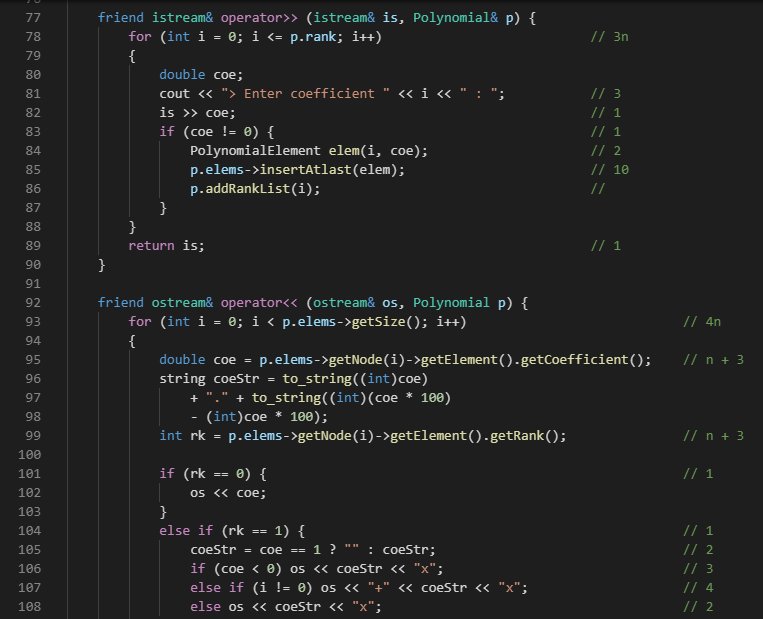 77 friend istream& operator>> (istream& is, Polynomial& p) {
78 for (int i = 0; i <= p.rank; i++) // 3n
79 {
80 double coe;
81 cout << "> Enter coefficient " << i << " : "; // 3
82 is >> coe; // 1
83 if (coe != 0) { // 1
84 PolynomialElement elem(i, coe); // 2
85 p.elems->insertAtlast(elem); // 10
86 p.addRankList(i); //
87 }
88 }
89 return is; // 1
90 }
91
92 friend ostream& operator<< (ostream& os, Polynomial p) {
93 for (int i = 0; i < p.elems->getSize(); i++) // 4n
94 {
95 double coe = p.elems->getNode(i)->getElement().getCoefficient(); // n + 3
96 string coeStr = to_string((int)coe)
97 + "." + to_string((int)(coe * 100)
98 - (int)coe * 100);
99 int rk = p.elems->getNode(i)->getElement().getRank(); // n + 3
100
101 if (rk == 0) { // 1
102 os << coe;
103 }
104 else if (rk == 1) { // 1
105 coeStr = coe == 1 ? "" : coeStr; // 2
106 if (coe < 0) os << coeStr << "x"; // 3
107 else if (i != 0) os << "+" << coeStr << "x"; // 4
108 else os << coeStr << "x"; // 2